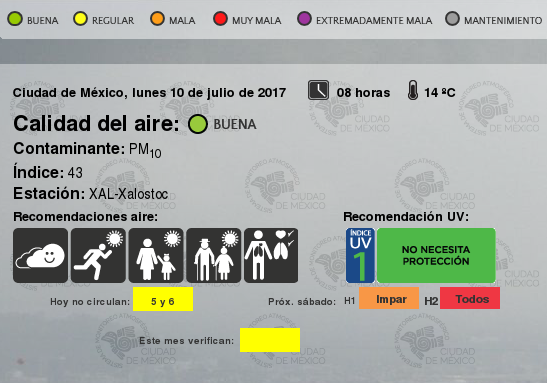 BUENA REGULAR MALA MUY MALA EXTREMADAMENTE MALA MANTENIMIENTO
Ciudad de México, lunes 10 de julio de 2017 08 horas 14 ºC
Calidad del aire: BUENA
Contaminante: PM10
Índice: 43
Estación: XAL-Xalostoc
Recomendaciones aire: Recomendación UV:
ÍNDICE
UV
1
NO NECESITA
PROTECCIÓN
Hoy no circulan: 5 y 6 Próx. sábado: H1 Impar H2 Todos
Este mes verifican: